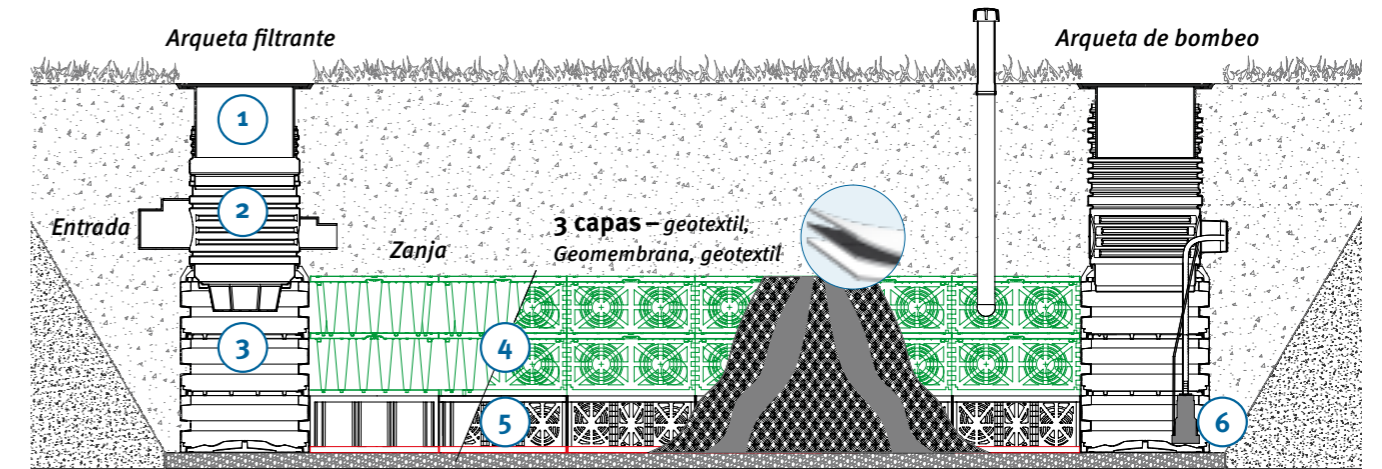 Arqueta filtrante
Arqueta de bombeo
1
2
Entrada
3 capas – geotextil,
Geomembrana, geotextil
Zanja
3
4
5
6